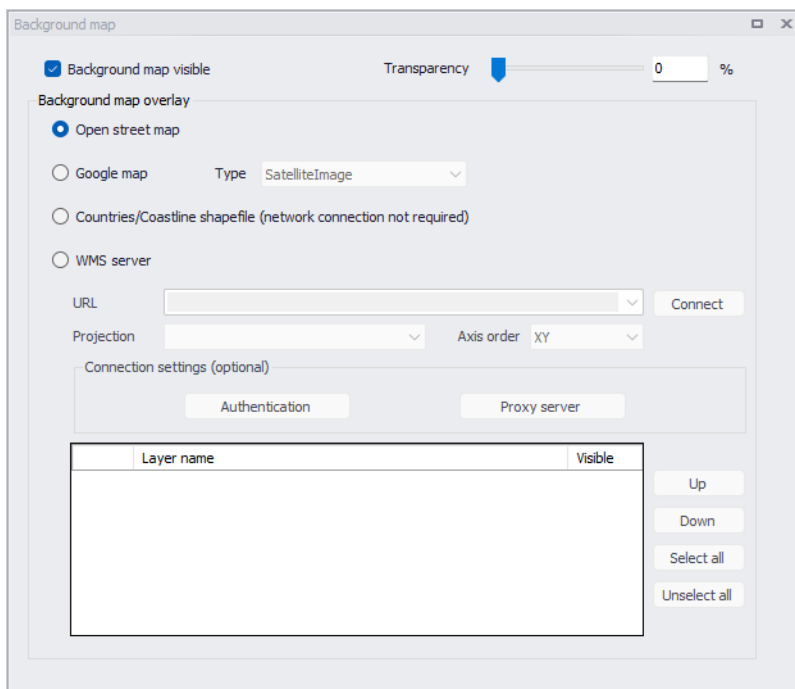 Background map
Background map visible Transparency 0 %
Background map overlay
Open street map
Google map Type SatelliteImage
Countries/Coastline shapefile (network connection not required)
WMS server
URL Connect
Projection Axis order XY
Connection settings (optional)
Authentication Proxy server
Layer name Visible
Up
Down
Select all
Unselect all